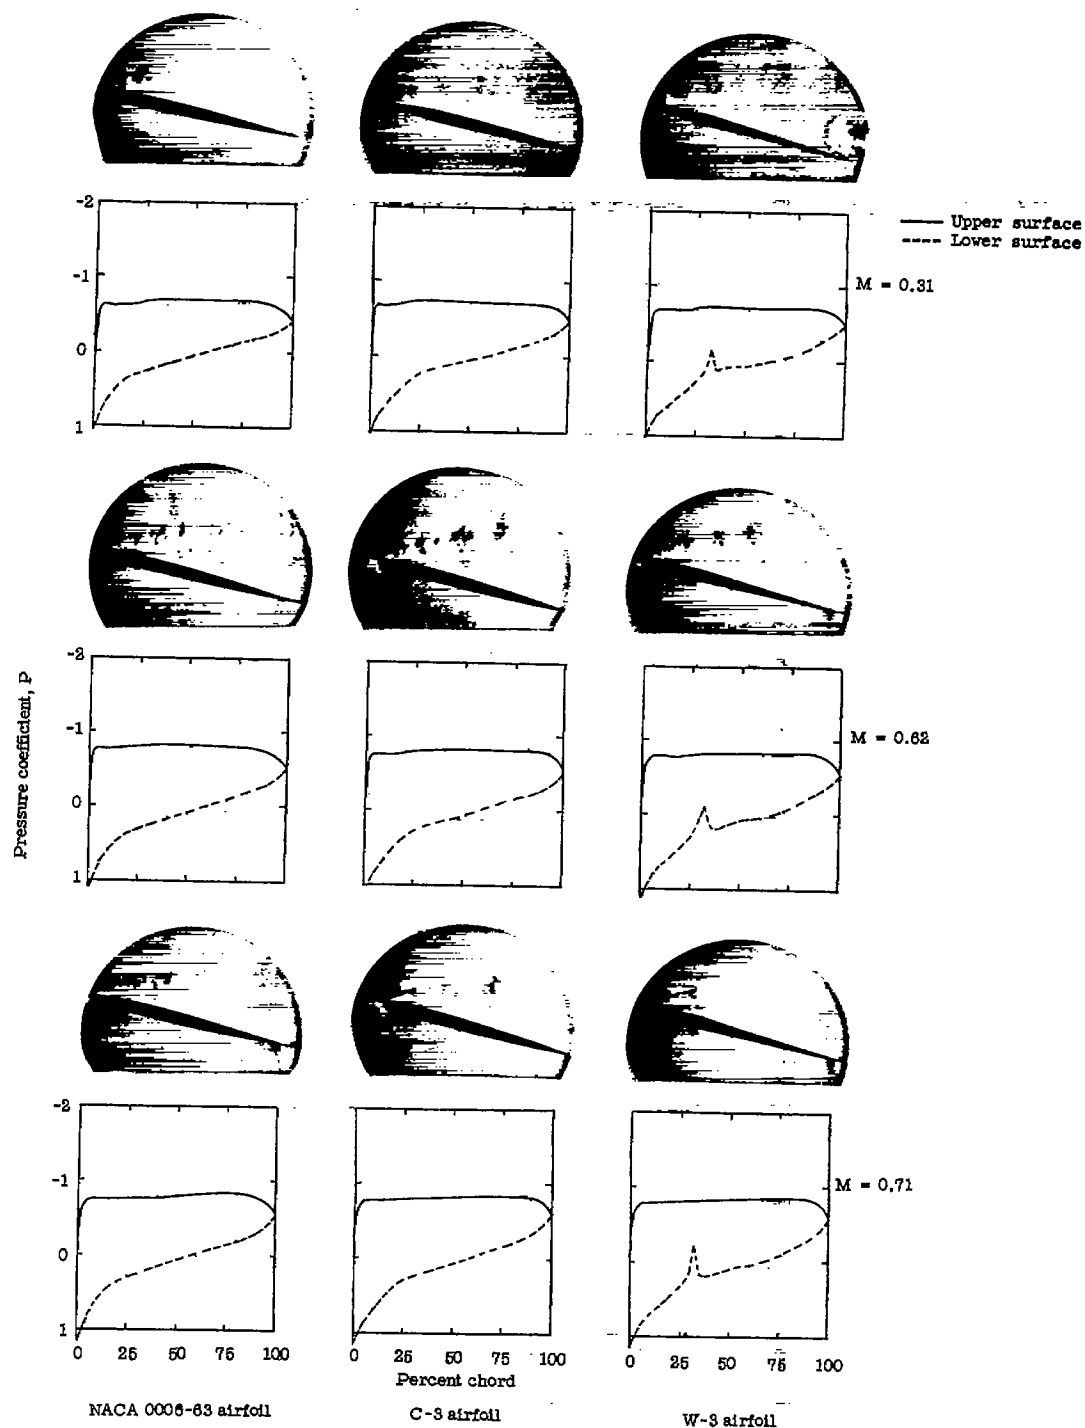 -2
Upper surface
Lower surface
-1
M = 0.31
0
1
-2
Pressure coefficient, P
-1
M = 0.62
0
1
-2
-1
M = 0.71
0
1
0 25 50 75 100
0 25 50 75 100
0 25 50 75 100
Percent chord
NACA 0006-63 airfoil
C-3 airfoil
W-3 airfoil